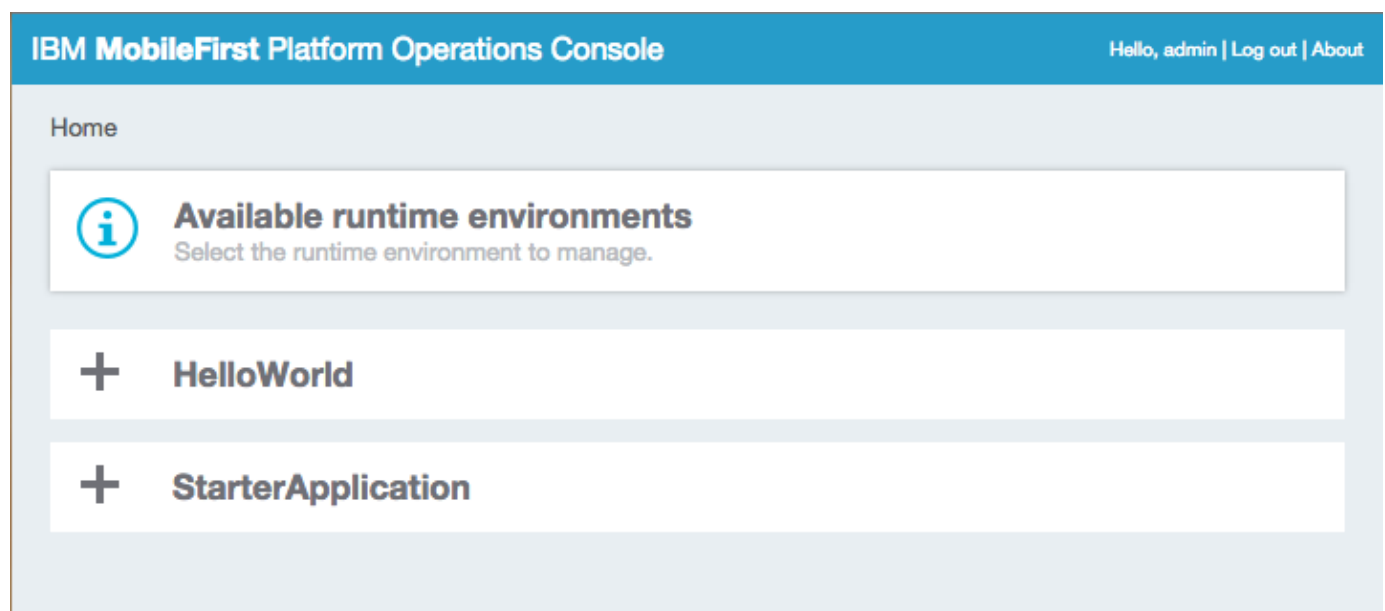 IBM MobileFirst Platform Operations Console
Hello, admin | Log out | About
Home
Available runtime environments
Select the runtime environment to manage.
HelloWorld
StarterApplication